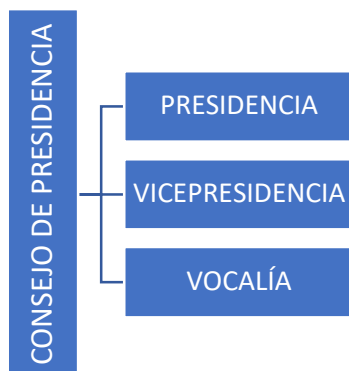 CONSEJO DE PRESIDENCIA
PRESIDENCIA
VICEPRESIDENCIA
VOCALÍA